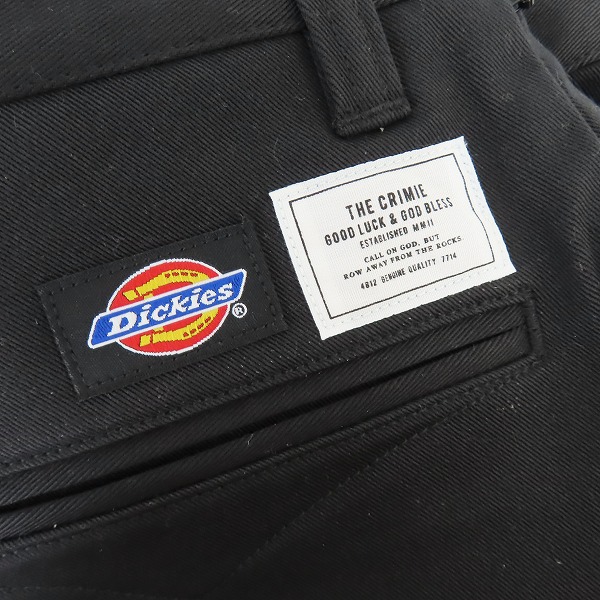 Dickies®
THE CRIMIE
GOOD LUCK & GOD BLESS
ESTABLISHED MMII
CALL ON GOD, BUT
ROW AWAY FROM THE ROCKS
4812 GENUINE QUALITY 7714